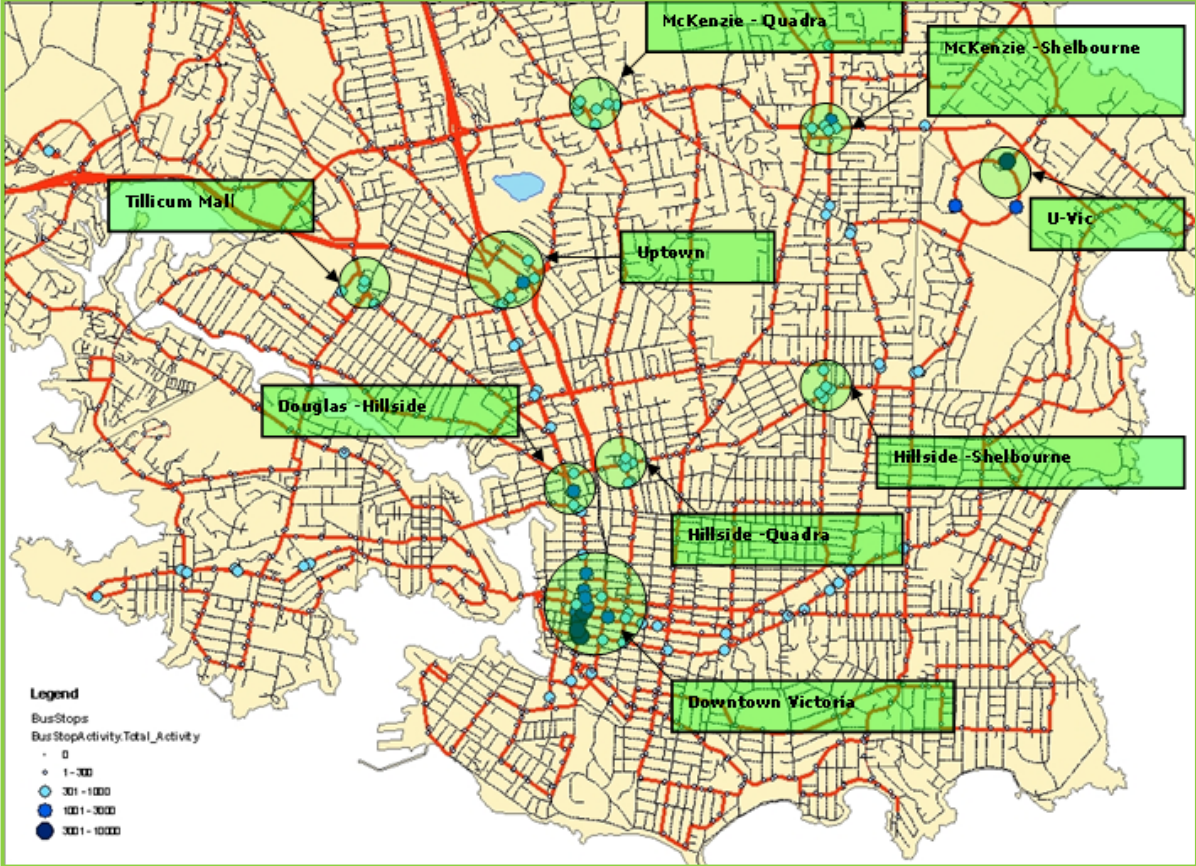 McKenzie - Quadra
McKenzie -Shelbourne
Tillicum Mall
U-Vic
Uptown
Douglas -Hillside
Hillside -Shelbourne
Hillside -Quadra
Downtown Victoria
Legend
BusStops
BusStopActivity.Total_Activity
0
1 - 300
301 - 1000
1001 - 3000
3001 - 10000